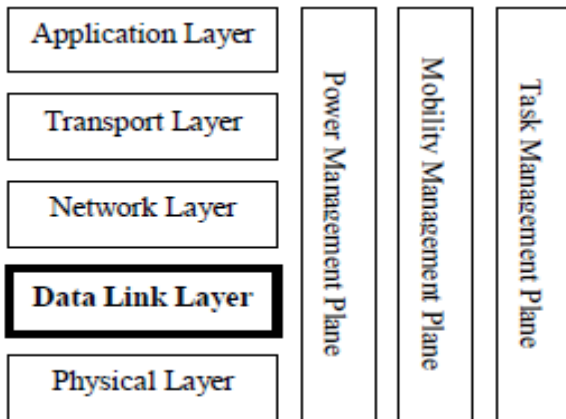 Application Layer
Transport Layer
Network Layer
Data Link Layer
Physical Layer
Power Management Plane
Mobility Management Plane
Task Management Plane